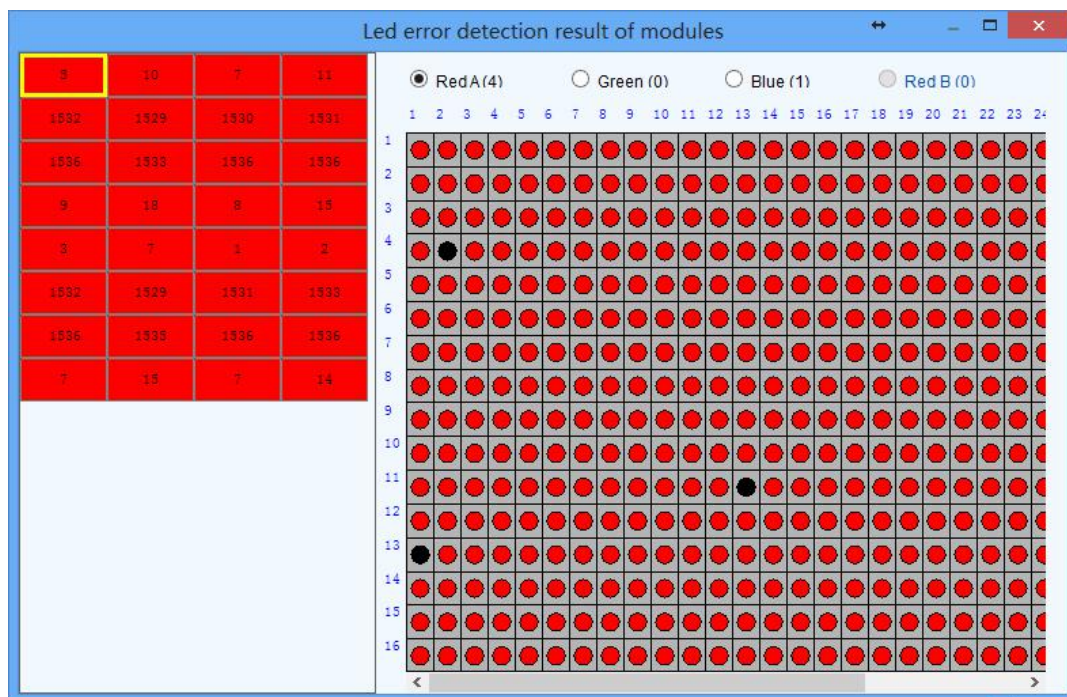 Led error detection result of modules
5 10 7 11
1532 1529 1530 1531
1536 1533 1536 1536
9 18 8 15
3 7 1 2
1532 1529 1531 1533
1536 1535 1536 1536
7 15 7 14
Red A (4) Green (0) Blue (1) Red B (0)
1 2 3 4 5 6 7 8 9 10 11 12 13 14 15 16 17 18 19 20 21 22 23 24
1
2
3
4
5
6
7
8
9
10
11
12
13
14
15
16